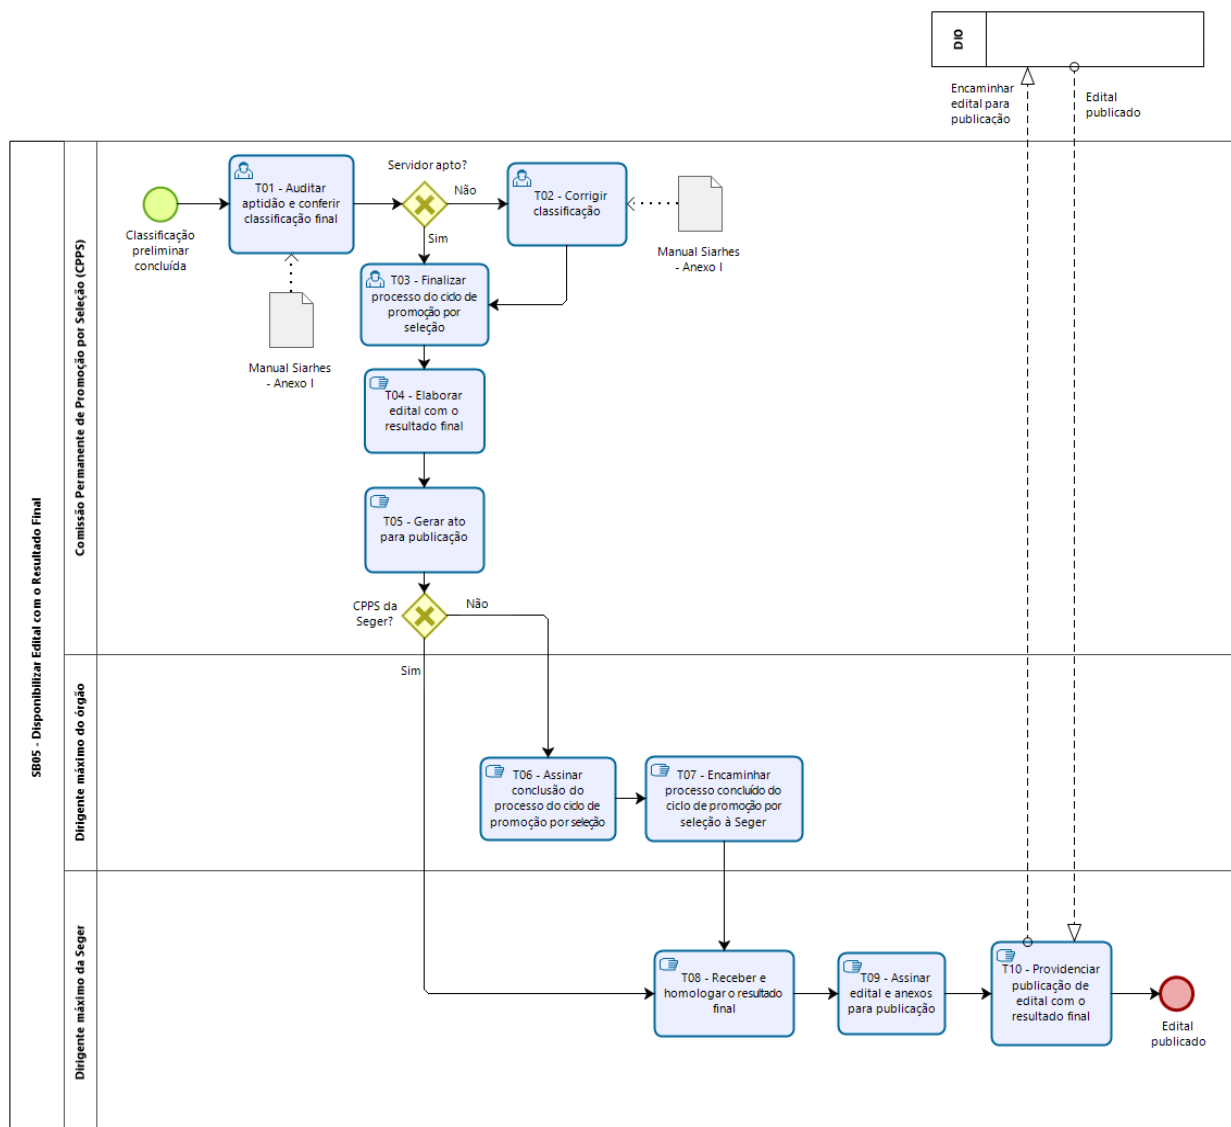 DIO
Encaminhar
edital para
publicação
Edital
publicado
SB05 - Disponibilizar Edital com o Resultado Final
Comissão Permanente de Promoção por Seleção (CPPS)
Classificação
preliminar
concluída
T01 - Auditar
aptidão e conferir
classificação final
Manual Siarhes
- Anexo I
Servidor apto?
Não
Sim
T02 - Corrigir
classificação
Manual Siarhes
- Anexo I
T03 - Finalizar
processo do ciclo de
promoção por
seleção
T04 - Elaborar
edital com o
resultado final
T05 - Gerar ato
para publicação
CPPS da
Seger?
Não
Sim
Dirigente máximo do órgão
T06 - Assinar
conclusão do
processo do ciclo de
promoção por seleção
T07 - Encaminhar
processo concluído do
ciclo de promoção por
seleção à Seger
Dirigente máximo da Seger
T08 - Receber e
homologar o resultado
final
T09 - Assinar
edital e anexos
para publicação
T10 - Providenciar
publicação de
edital com o
resultado final
Edital
publicado